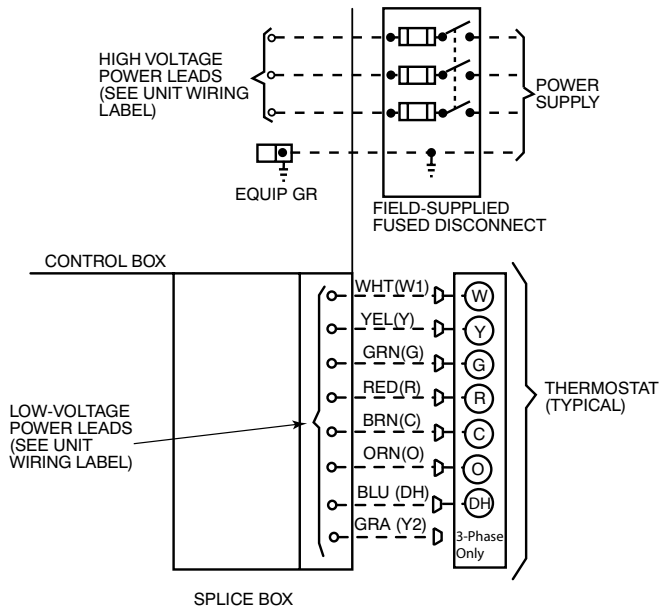 HIGH VOLTAGE
POWER LEADS
(SEE UNIT WIRING
LABEL)
POWER
SUPPLY
EQUIP GR
FIELD-SUPPLIED
FUSED DISCONNECT
CONTROL BOX
WHT(W1)
W
YEL(Y)
Y
GRN(G)
G
RED(R)
R
BRN(C)
C
ORN(O)
O
BLU (DH)
DH
GRA (Y2)
3-Phase
Only
THERMOSTAT
(TYPICAL)
LOW-VOLTAGE
POWER LEADS
(SEE UNIT
WIRING LABEL)
SPLICE BOX